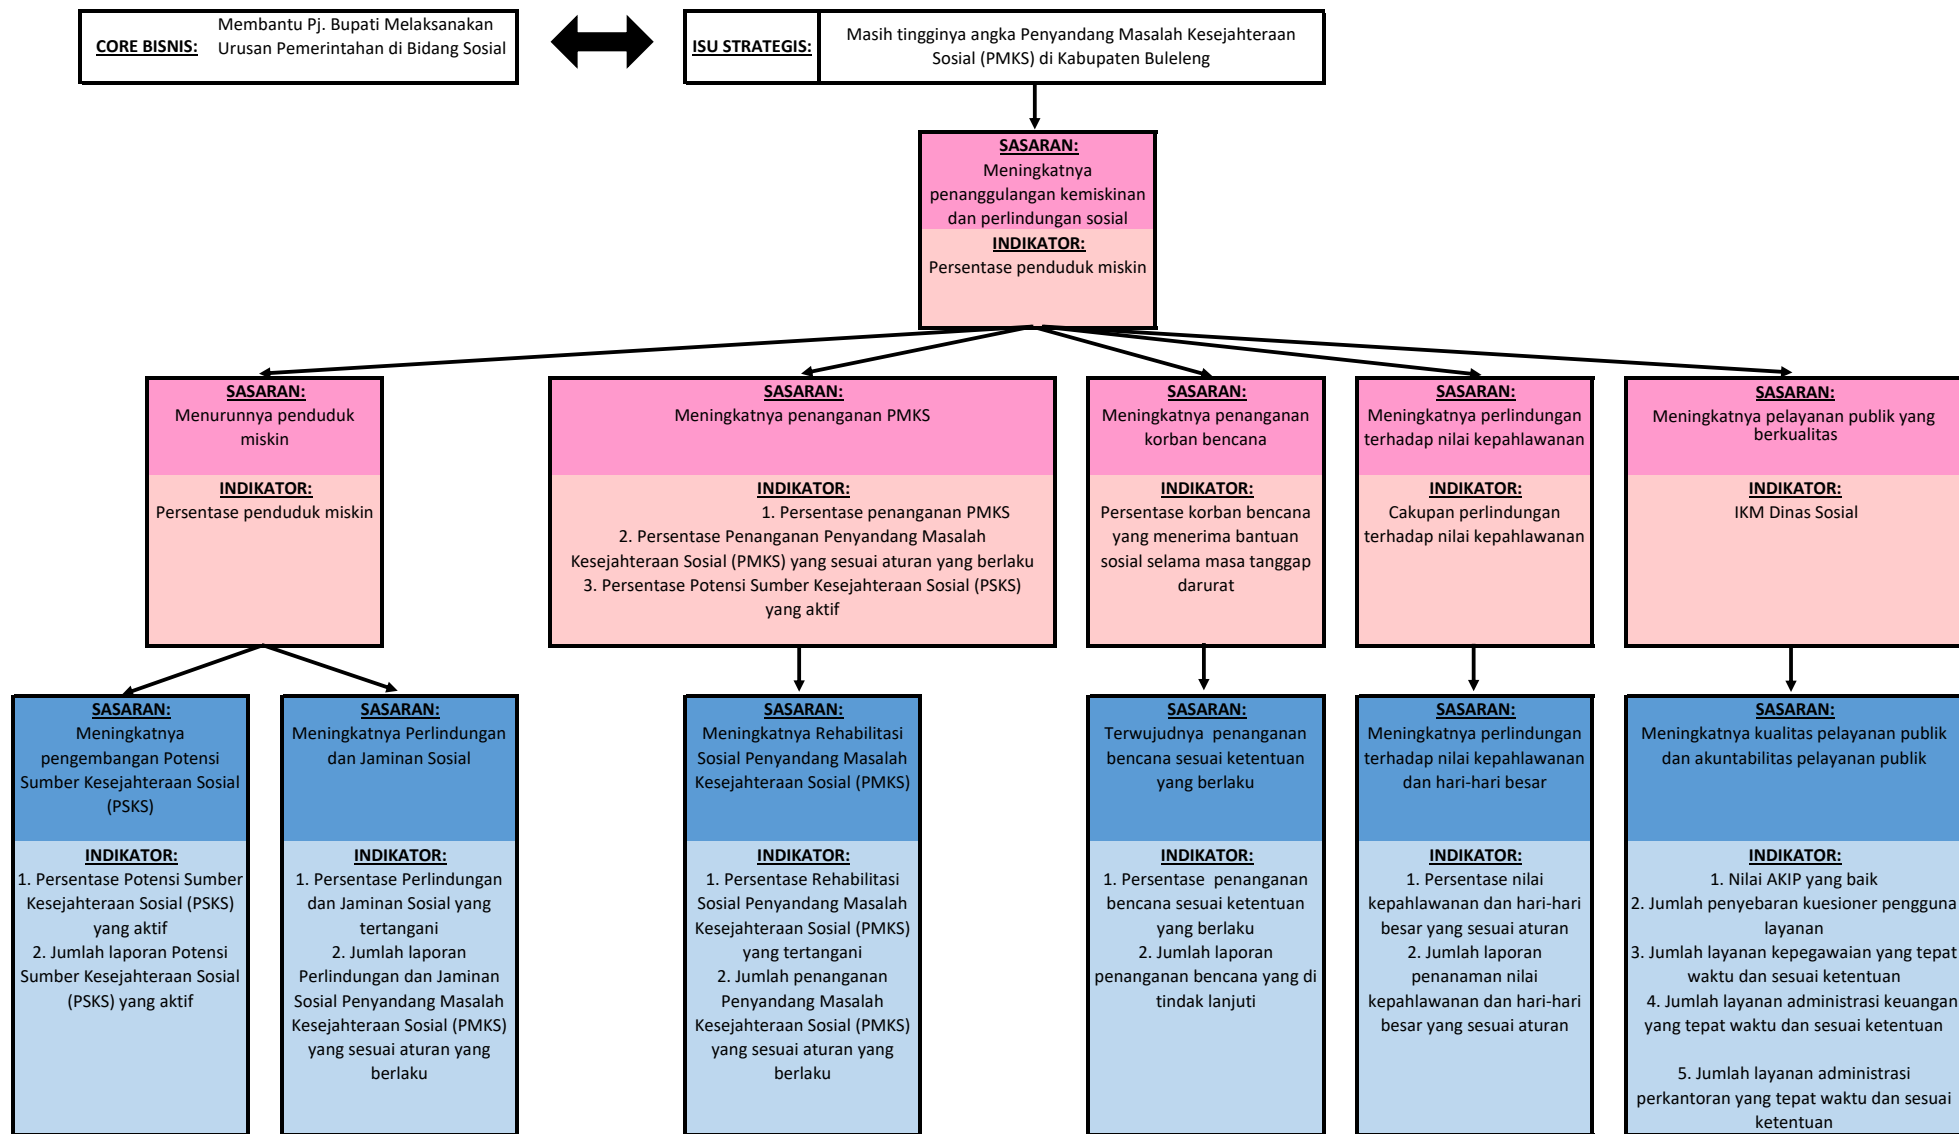 CORE BISNIS:
Membantu Pj. Bupati Melaksanakan
Urusan Pemerintahan di Bidang Sosial
ISU STRATEGIS:
Masih tingginya angka Penyandang Masalah Kesejahteraan
Sosial (PMKS) di Kabupaten Buleleng
SASARAN:
Meningkatnya
penanggulangan kemiskinan
dan perlindungan sosial
INDIKATOR:
Persentase penduduk miskin
SASARAN:
Menurunnya penduduk
miskin
INDIKATOR:
Persentase penduduk miskin
SASARAN:
Meningkatnya penanganan PMKS
INDIKATOR:
1. Persentase penanganan PMKS
2. Persentase Penanganan Penyandang Masalah
Kesejahteraan Sosial (PMKS) yang sesuai aturan yang berlaku
3. Persentase Potensi Sumber Kesejahteraan Sosial (PSKS)
yang aktif
SASARAN:
Meningkatnya penanganan
korban bencana
INDIKATOR:
Persentase korban bencana
yang menerima bantuan
sosial selama masa tanggap
darurat
SASARAN:
Meningkatnya perlindungan
terhadap nilai kepahlawanan
INDIKATOR:
Cakupan perlindungan
terhadap nilai kepahlawanan
SASARAN:
Meningkatnya pelayanan publik yang
berkualitas
INDIKATOR:
IKM Dinas Sosial
SASARAN:
Meningkatnya
pengembangan Potensi
Sumber Kesejahteraan Sosial
(PSKS)
INDIKATOR:
1. Persentase Potensi Sumber
Kesejahteraan Sosial (PSKS)
yang aktif
2. Jumlah laporan Potensi
Sumber Kesejahteraan Sosial
(PSKS) yang aktif
SASARAN:
Meningkatnya Perlindungan
dan Jaminan Sosial
INDIKATOR:
1. Persentase Perlindungan
dan Jaminan Sosial yang
tertangani
2. Jumlah laporan
Perlindungan dan Jaminan
Sosial Penyandang Masalah
Kesejahteraan Sosial (PMKS)
yang sesuai aturan yang
berlaku
SASARAN:
Meningkatnya Rehabilitasi
Sosial Penyandang Masalah
Kesejahteraan Sosial (PMKS)
INDIKATOR:
1. Persentase Rehabilitasi
Sosial Penyandang Masalah
Kesejahteraan Sosial (PMKS)
yang tertangani
2. Jumlah penanganan
Penyandang Masalah
Kesejahteraan Sosial (PMKS)
yang sesuai aturan yang
berlaku
SASARAN:
Terwujudnya  penanganan
bencana sesuai ketentuan
yang berlaku
INDIKATOR:
1. Persentase  penanganan
bencana sesuai ketentuan
yang berlaku
2. Jumlah laporan
penanganan bencana yang di
tindak lanjuti
SASARAN:
Meningkatnya perlindungan
terhadap nilai kepahlawanan
dan hari-hari besar
INDIKATOR:
1. Persentase nilai
kepahlawanan dan hari-hari
besar yang sesuai aturan
2. Jumlah laporan
penanaman nilai
kepahlawanan dan hari-hari
besar yang sesuai aturan
SASARAN:
Meningkatnya kualitas pelayanan publik
dan akuntabilitas pelayanan publik
INDIKATOR:
1. Nilai AKIP yang baik
2. Jumlah penyebaran kuesioner pengguna
layanan
3. Jumlah layanan kepegawaian yang tepat
waktu dan sesuai ketentuan
4. Jumlah layanan administrasi keuangan
yang tepat waktu dan sesuai ketentuan
5. Jumlah layanan administrasi
perkantoran yang tepat waktu dan sesuai
ketentuan